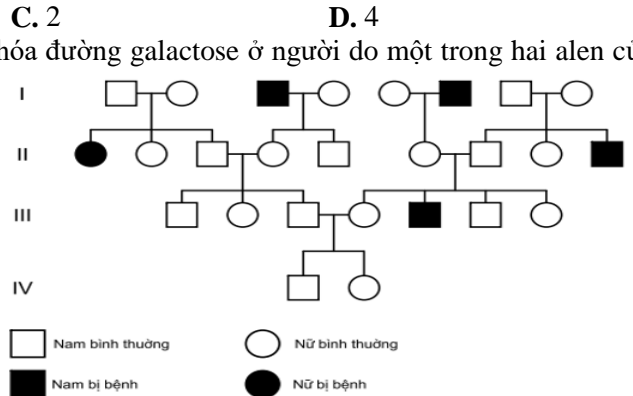 C. 2 D. 4
hóa đường galactose ở người do một trong hai alen củ
I
II
III
IV
Nam bình thường Nữ bình thường
Nam bị bệnh Nữ bị bệnh